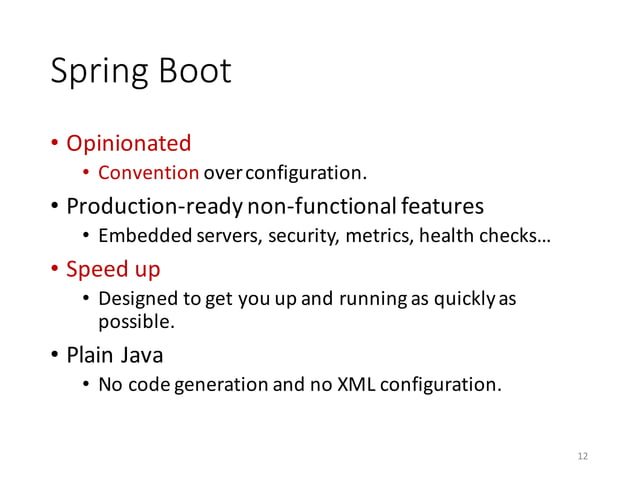 Spring Boot
• Opinionated
• Convention over configuration.
• Production-ready non-functional features
• Embedded servers, security, metrics, health checks…
• Speed up
• Designed to get you up and running as quickly as
possible.
• Plain Java
• No code generation and no XML configuration.
12